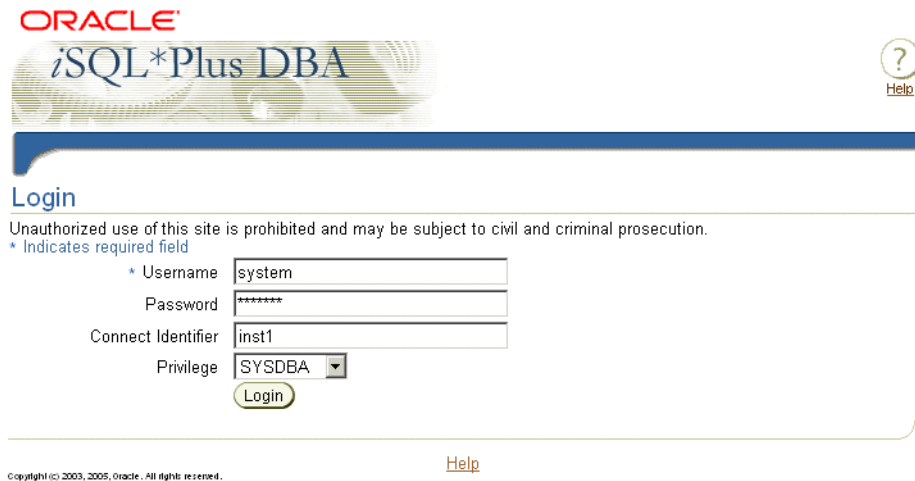 ORACLE
iSQL*Plus DBA
?
Help
Login
Unauthorized use of this site is prohibited and may be subject to civil and criminal prosecution.
* Indicates required field
* Username system
Password *******
Connect Identifier inst1
Privilege SYSDBA
Login
Help
Copyright (c) 2003, 2005, Oracle. All rights reserved.